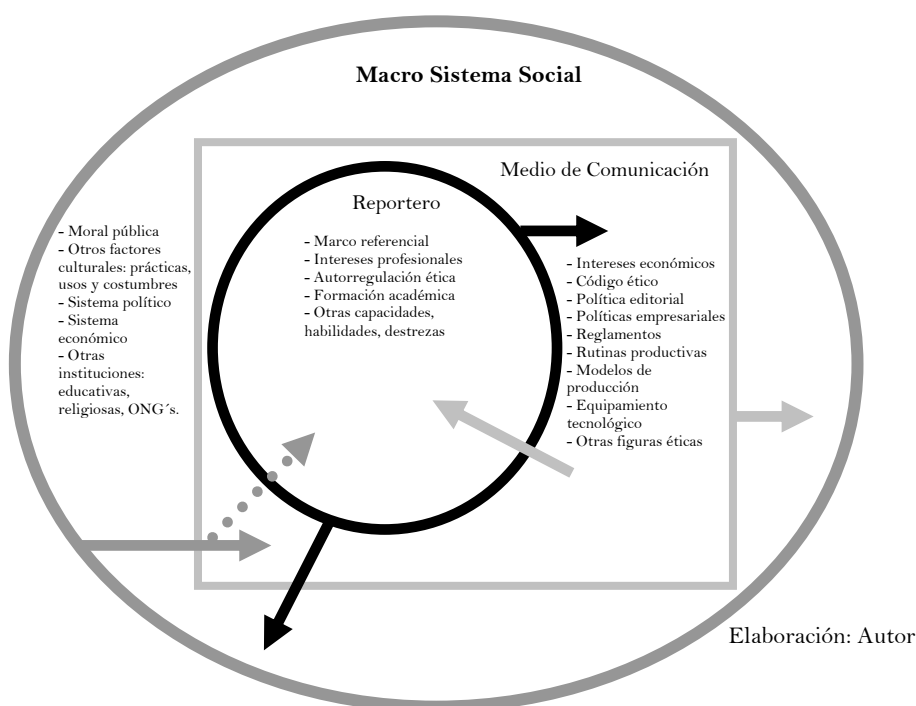 Macro Sistema Social
Medio de Comunicación
Reportero
- Marco referencial
- Intereses profesionales
- Autorregulación ética
- Formación académica
- Otras capacidades,
habilidades, destrezas
- Moral pública
- Otros factores
culturales: prácticas,
usos y costumbres
- Sistema político
- Sistema
económico
- Otras
instituciones:
educativas,
religiosas, ONG´s.
- Intereses económicos
- Código ético
- Política editorial
- Políticas empresariales
- Reglamentos
- Rutinas productivas
- Modelos de
producción
- Equipamiento
tecnológico
- Otras figuras éticas
Elaboración: Autor